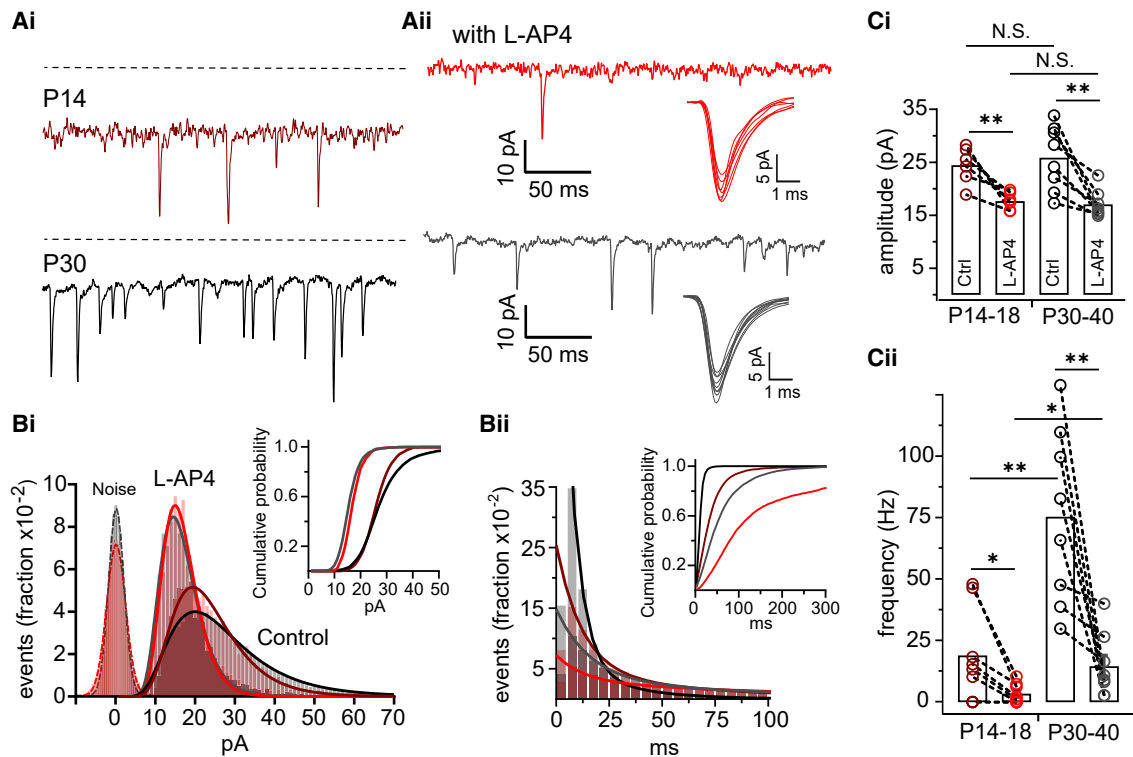 Ai
P14
P30
Aii
with L-AP4
10 pA
50 ms
5 pA
1 ms
10 pA
50 ms
5 pA
1 ms
Bi
events (fraction x10⁻²)
10
8
6
4
2
0
Noise
L-AP4
Control
0 10 20 30 40 50 60 70
pA
Cumulative probability
1.0
0.6
0.2
0 10 20 30 40 50
pA
Bii
events (fraction x10⁻²)
35
25
15
5
0 25 50 75 100
ms
Cumulative probability
1.0
0.6
0.2
0 100 200 300
ms
Ci
N.S.
N.S.
**
**
amplitude (pA)
35
25
15
5
Ctrl
L-AP4
Ctrl
L-AP4
P14-18 P30-40
Cii
**
*
**
*
frequency (Hz)
100
75
50
25
0
P14-18 P30-40